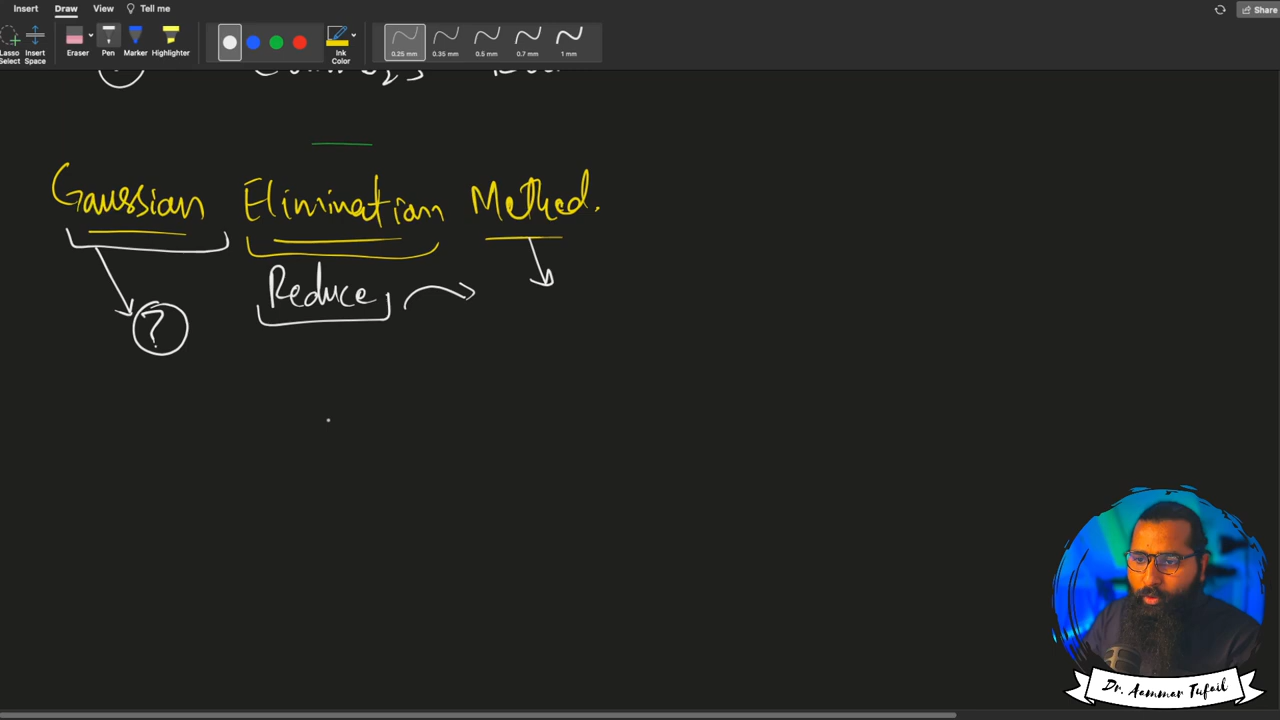 Insert Draw View Tell me
Share
Lasso Select Insert Space Eraser Pen Marker Highlighter Ink Color 0.25 mm 0.35 mm 0.5 mm 0.7 mm 1 mm
Gaussian Elimination Method.
Reduce
?
Dr. Aammar Tufail